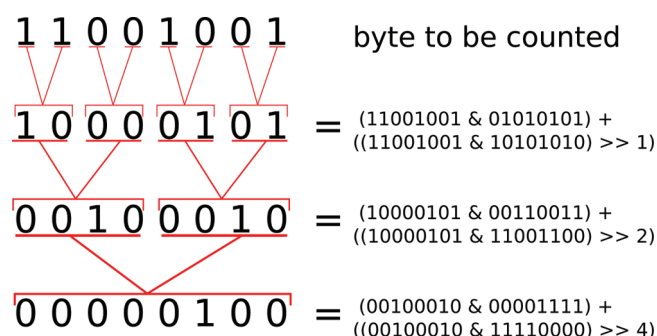 1 1 0 0 1 0 0 1 byte to be counted
1 0 0 0 0 1 0 1 = (11001001 & 01010101) +
((11001001 & 10101010) >> 1)
0 0 1 0 0 0 1 0 = (10000101 & 00110011) +
((10000101 & 11001100) >> 2)
0 0 0 0 0 1 0 0 = (00100010 & 00001111) +
((00100010 & 11110000) >> 4)